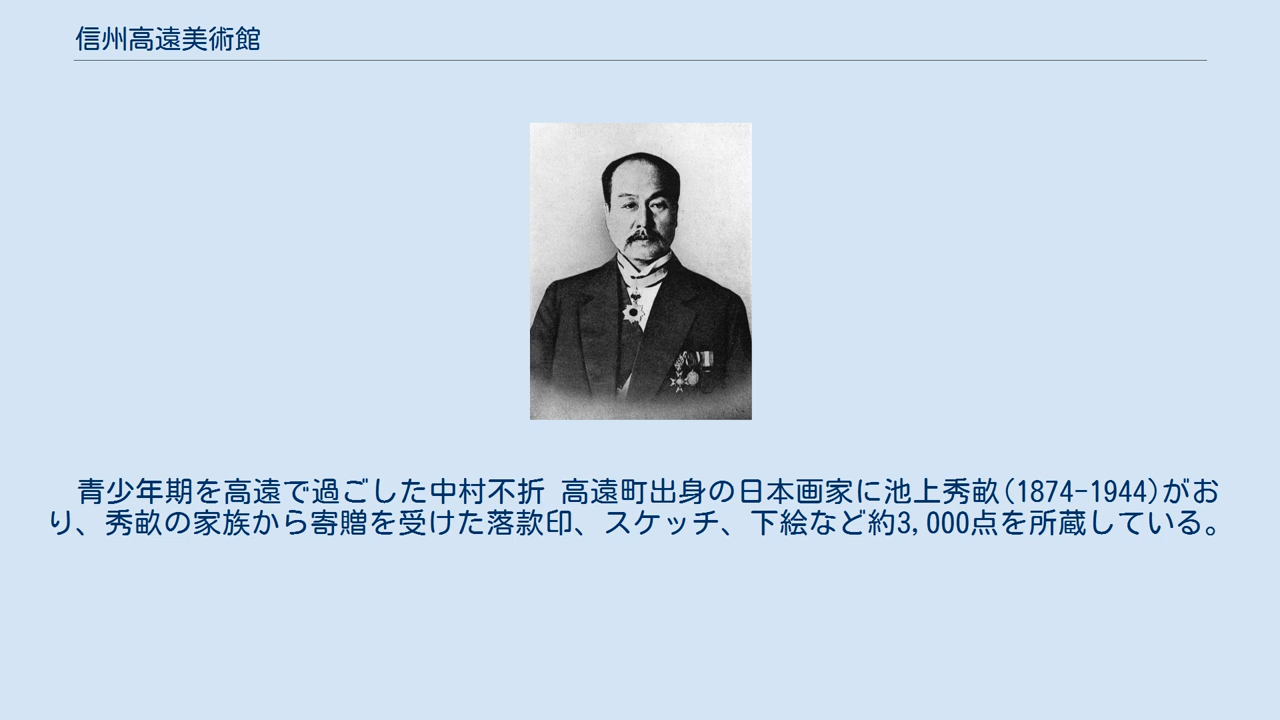 信州高遠美術館
青少年期を高遠で過ごした中村不折 高遠町出身の日本画家に池上秀畝(1874-1944)がお
り、秀畝の家族から寄贈を受けた落款印、スケッチ、下絵など約3,000点を所蔵している。